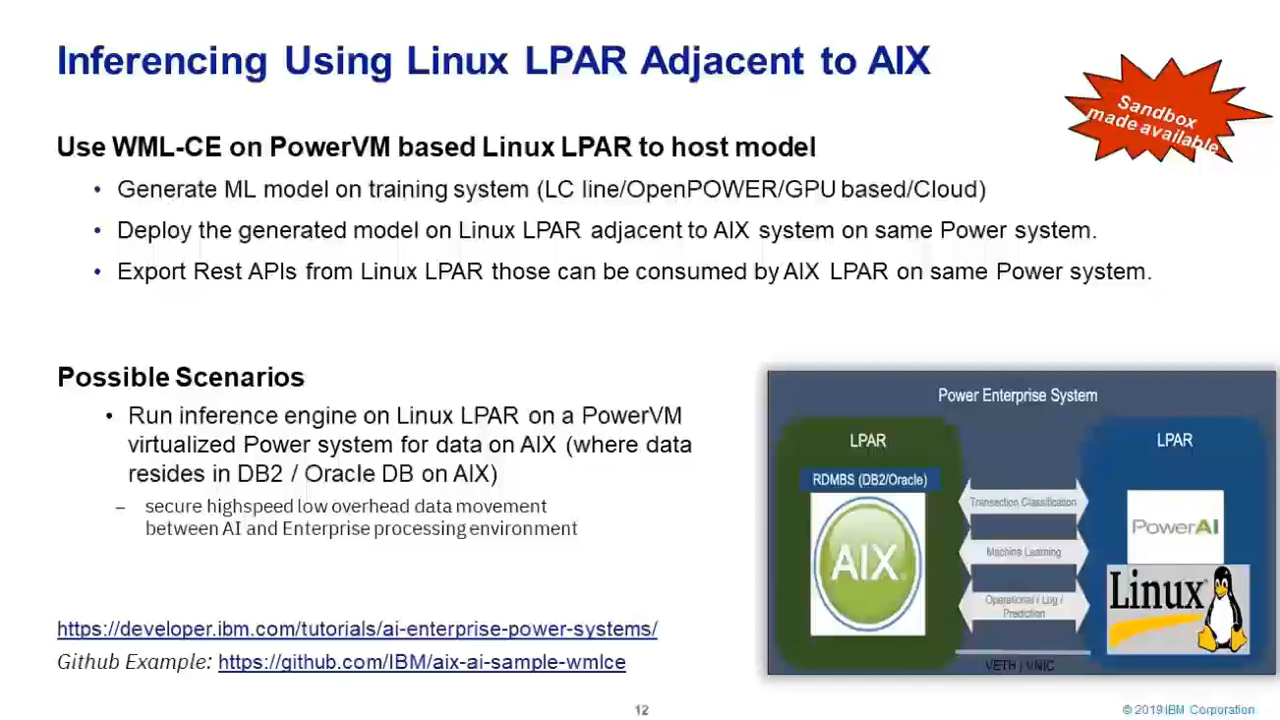 Inferencing Using Linux LPAR Adjacent to AIX
Sandbox
made available
Use WML-CE on PowerVM based Linux LPAR to host model
• Generate ML model on training system (LC line/OpenPOWER/GPU based/Cloud)
• Deploy the generated model on Linux LPAR adjacent to AIX system on same Power system.
• Export Rest APIs from Linux LPAR those can be consumed by AIX LPAR on same Power system.
Possible Scenarios
• Run inference engine on Linux LPAR on a PowerVM
virtualized Power system for data on AIX (where data
resides in DB2 / Oracle DB on AIX)
– secure highspeed low overhead data movement
between AI and Enterprise processing environment
https://developer.ibm.com/tutorials/ai-enterprise-power-systems/
Github Example: https://github.com/IBM/aix-ai-sample-wmlce
Power Enterprise System
LPAR
RDMBS (DB2/Oracle)
AIX
Transection Classification
Machine Learning
Operational / Log /
Prediction
VETH / VNIC
LPAR
PowerAI
Linux
12
© 2019 IBM Corporation